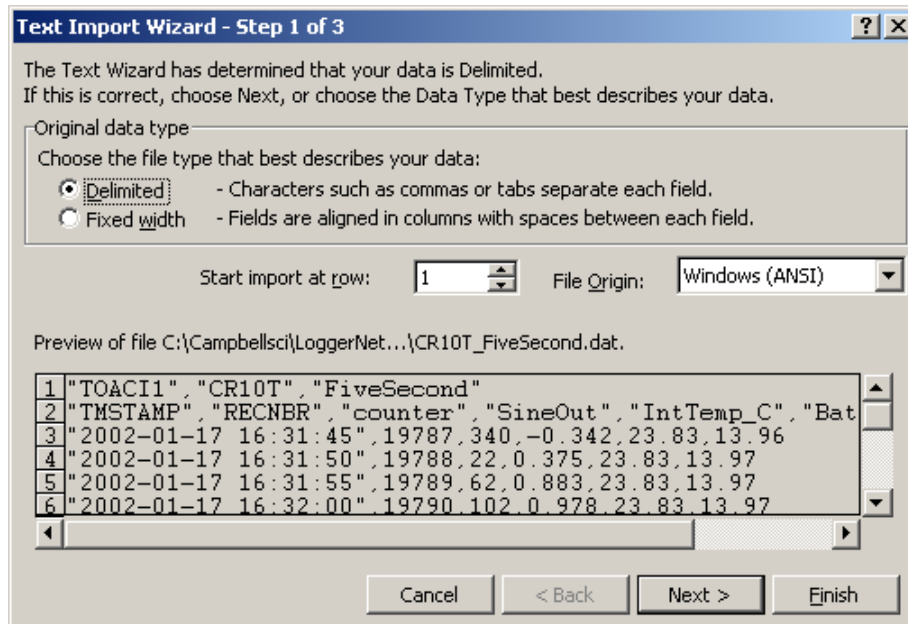 Text Import Wizard - Step 1 of 3
The Text Wizard has determined that your data is Delimited.
If this is correct, choose Next, or choose the Data Type that best describes your data.
Original data type
Choose the file type that best describes your data:
Delimited - Characters such as commas or tabs separate each field.
Fixed width - Fields are aligned in columns with spaces between each field.
Start import at row: 1 File Origin: Windows (ANSI)
Preview of file C:\Campbellsci\LoggerNet...\CR10T_FiveSecond.dat.
1 "TOACI1","CR10T","FiveSecond"
2 "TMSTAMP","RECNBR","counter","SineOut","IntTemp_C","Bat
3 "2002-01-17 16:31:45",19787,340,-0.342,23.83,13.96
4 "2002-01-17 16:31:50",19788,22,0.375,23.83,13.97
5 "2002-01-17 16:31:55",19789,62,0.883,23.83,13.97
6 "2002-01-17 16:32:00",19790,102,0.978,23.83,13.97
Cancel < Back Next > Finish